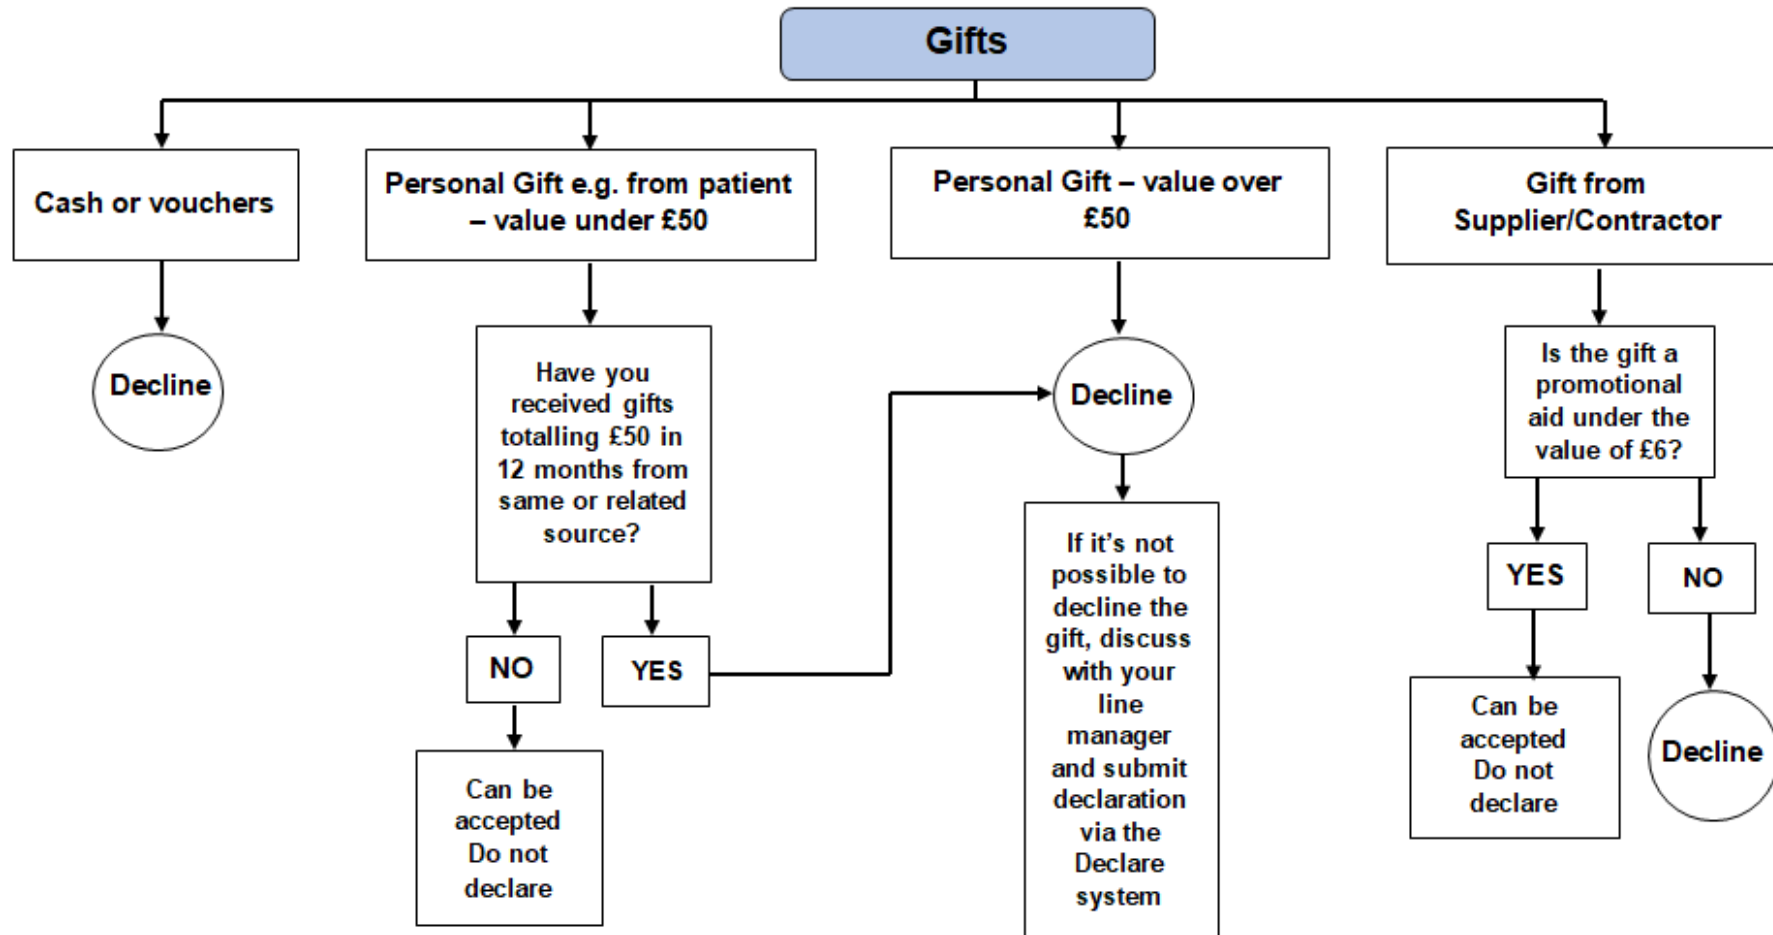 Gifts
Cash or vouchers
Decline
Personal Gift e.g. from patient
– value under £50
Have you
received gifts
totalling £50 in
12 months from
same or related
source?
NO
YES
Can be
accepted
Do not
declare
Personal Gift – value over
£50
Decline
If it’s not
possible to
decline the
gift, discuss
with your
line
manager
and submit
declaration
via the
Declare
system
Gift from
Supplier/Contractor
Is the gift a
promotional
aid under the
value of £6?
YES
NO
Can be
accepted
Do not
declare
Decline